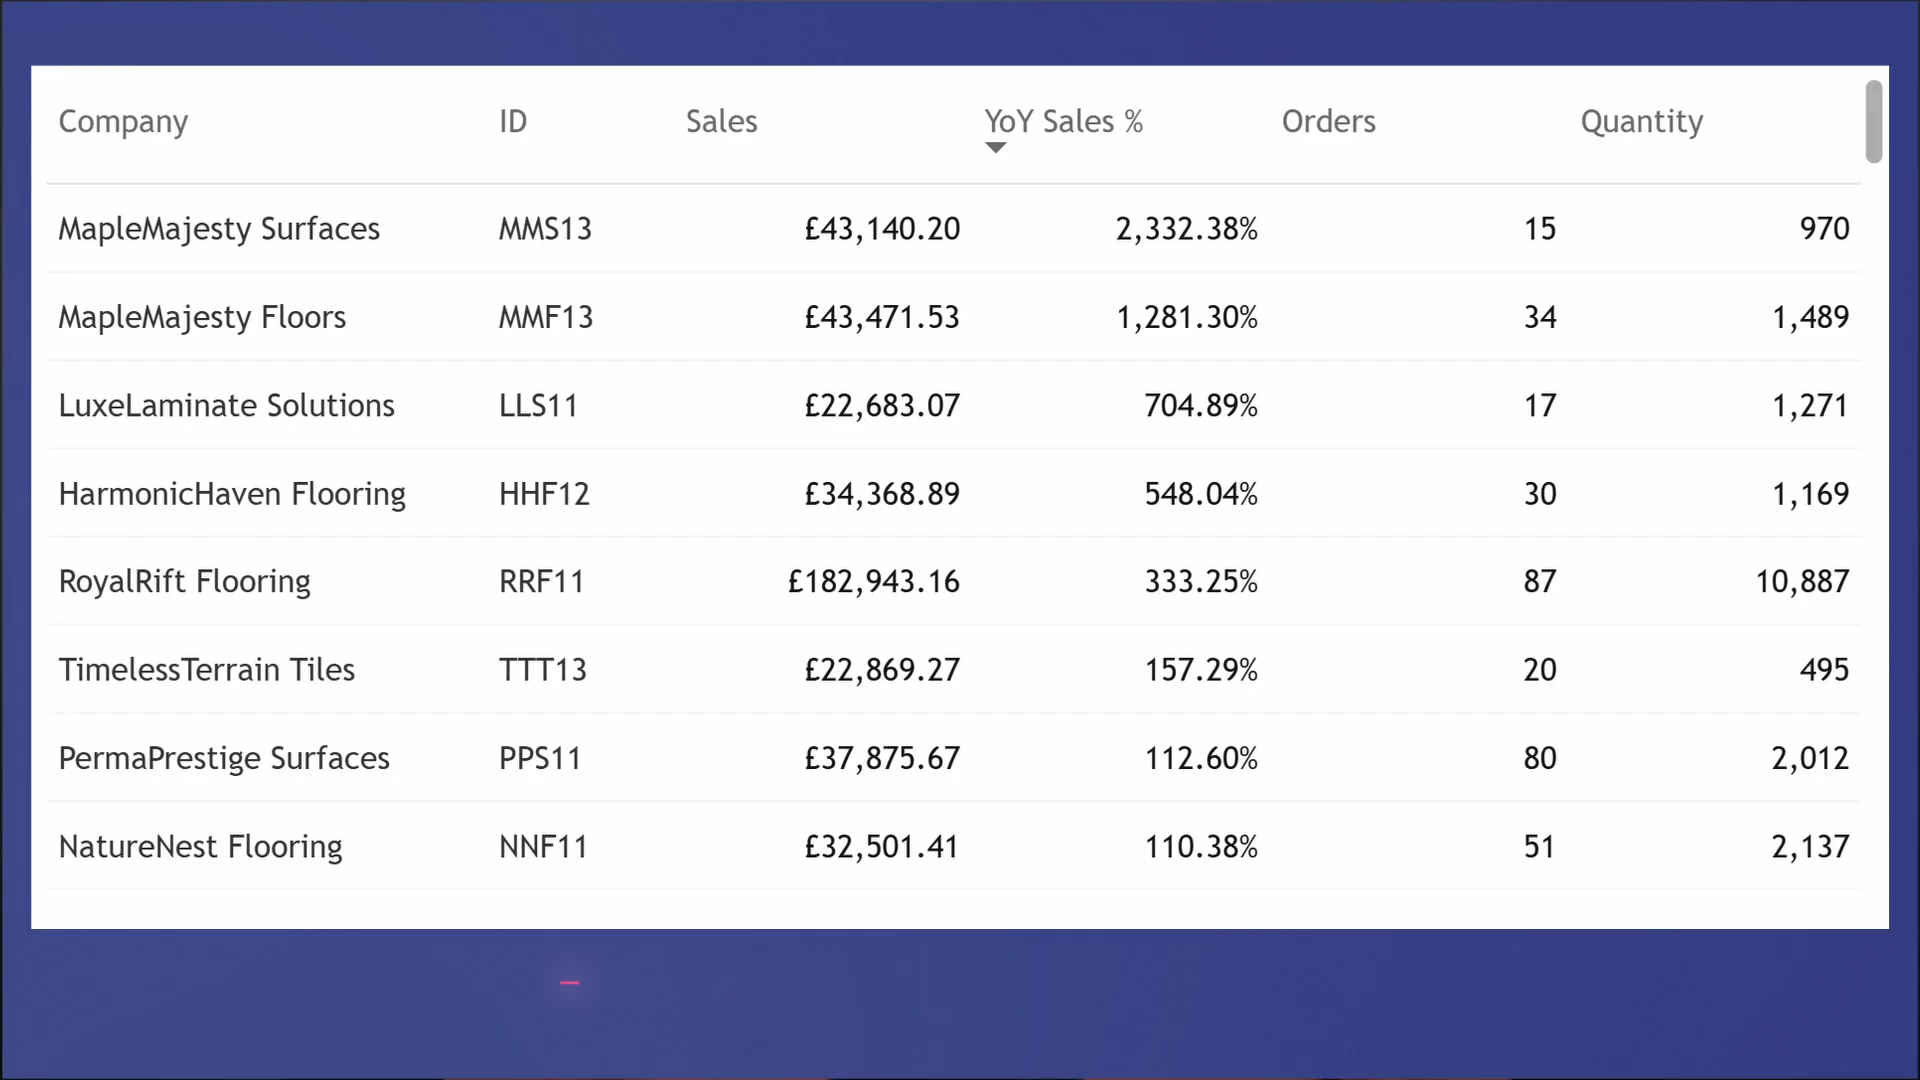 Company ID Sales YoY Sales % Orders Quantity
MapleMajesty Surfaces MMS13 £43,140.20 2,332.38% 15 970
MapleMajesty Floors MMF13 £43,471.53 1,281.30% 34 1,489
LuxeLaminate Solutions LLS11 £22,683.07 704.89% 17 1,271
HarmonicHaven Flooring HHF12 £34,368.89 548.04% 30 1,169
RoyalRift Flooring RRF11 £182,943.16 333.25% 87 10,887
TimelessTerrain Tiles TTT13 £22,869.27 157.29% 20 495
PermaPrestige Surfaces PPS11 £37,875.67 112.60% 80 2,012
NatureNest Flooring NNF11 £32,501.41 110.38% 51 2,137